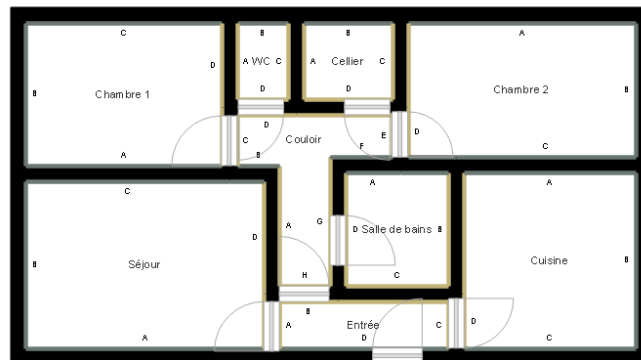 C B A
D A WC C A Cellier C
B Chambre 1 B Chambre 2 B
D D
Couloir D
D E
C
A B F C
C A G A A
D Salle de bains B
D
B Séjour B Cuisine
C
H
B
A Entrée C D
A D C